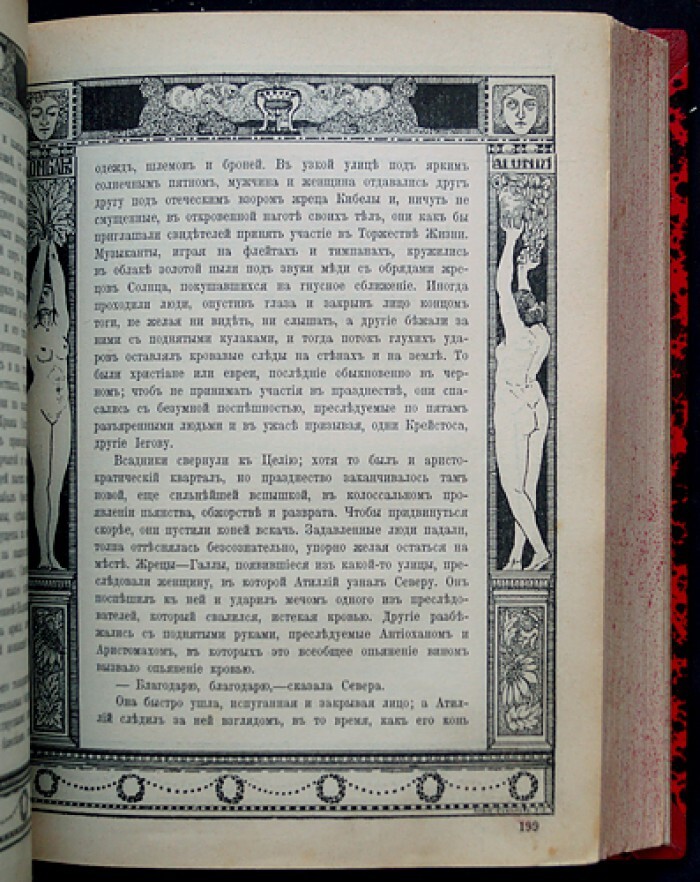 одеждъ, шлемовъ и броней. Въ узкой улицѣ подъ яркимъ
солнечнымъ пятномъ, мужчина и женщина отдавались другъ
другу подъ отеческимъ взоромъ жреца Кибелы и, ничуть не
смущенные, въ откровенной наготѣ своихъ тѣлъ, они какъ бы
приглашали свидѣтелей принять участіе въ Торжествѣ Жизни.
Музыканты, играя на флейтахъ и тимпанахъ, кружились
въ облакѣ золотой пыли подъ звуки мѣди съ обрядами жре-
цовъ Солнца, покушавшихся на гнусное сближеніе. Иногда
проходили люди, опустивъ глаза и закрывъ лицо концомъ
тоги, не желая ни видѣть, ни слышать, а другіе бѣжали за
ними съ поднятыми кулаками, и тогда потокъ глухихъ уда-
ровъ оставлялъ кровавые слѣды на стѣнахъ и на землѣ. То
были христіане или евреи, послѣдніе обыкновенно въ чер-
номъ; чтобъ не принимать участія въ празднествѣ, они спа-
сались съ безумной поспѣшностью, преслѣдуемые по пятамъ
разъяренными людьми и въ ужасѣ призывая, одни Крейстоса,
другіе Іегову.
Всадники свернули къ Целію; хотя то былъ и аристо-
кратическій кварталъ, но празднество заканчивалось тамъ
новой, еще сильнѣйшей вспышкой, въ колоссальномъ про-
явленіи пьянства, обжорствѣ и разврата. Чтобы придвинуться
скорѣе, они пустили коней вскачь. Задавленные люди падали,
толпа оттѣснялась безсознательно, упорно желая остаться на
мѣстѣ. Жрецы—Галлы, появившіеся изъ какой-то улицы, пре-
слѣдовали женщину, въ которой Атиллій узналъ Северу. Онъ
поспѣшилъ къ ней и ударилъ мечомъ одного изъ преслѣдо-
вателей, который свалился, истекая кровью. Другіе разбѣ-
жались съ поднятыми руками, преслѣдуемые Антіоханомъ и
Аристомахомъ, въ которыхъ это всеобщее опьяненіе виномъ
вызвало опьяненіе кровью.
— Благодарю, благодарю,—сказала Севера.
Она быстро ушла, испуганная и закрывая лицо; а Атил-
лій слѣдилъ за ней взглядомъ, въ то время, какъ его конь
199